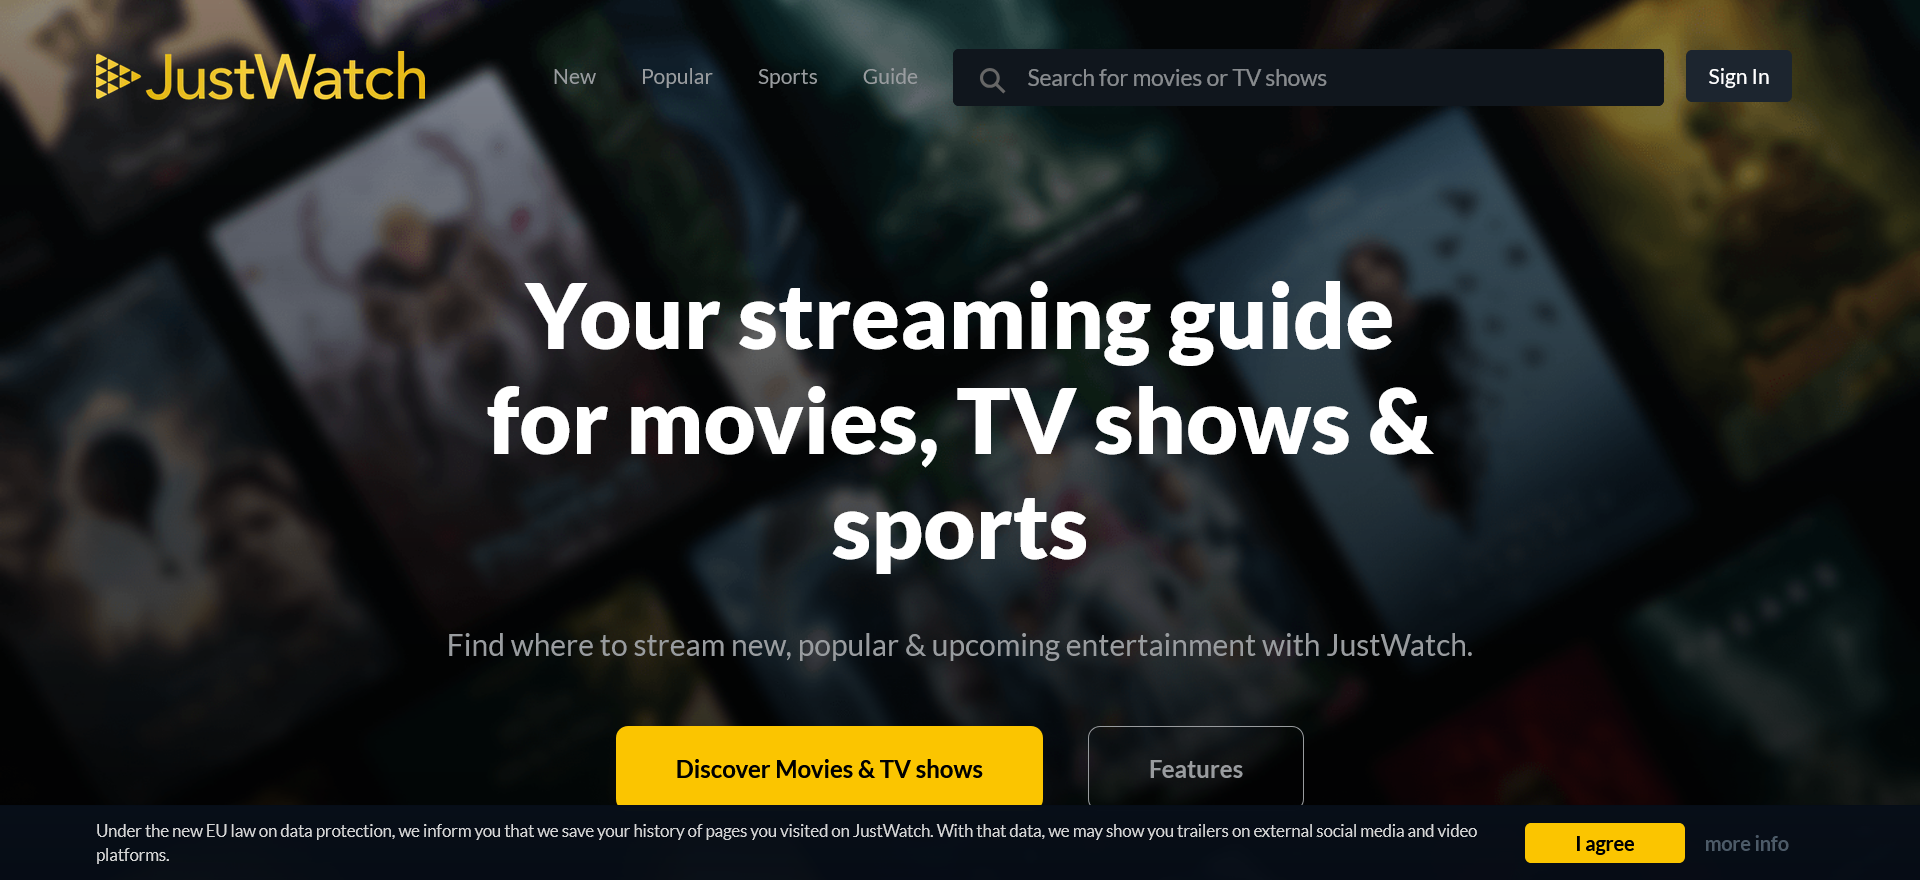 JustWatch
New
Popular
Sports
Guide
Search for movies or TV shows
Sign In
Your streaming guide
for movies, TV shows &
sports
Find where to stream new, popular & upcoming entertainment with JustWatch.
Discover Movies & TV shows
Features
Under the new EU law on data protection, we inform you that we save your history of pages you visited on JustWatch. With that data, we may show you trailers on external social media and video
platforms.
I agree
more info